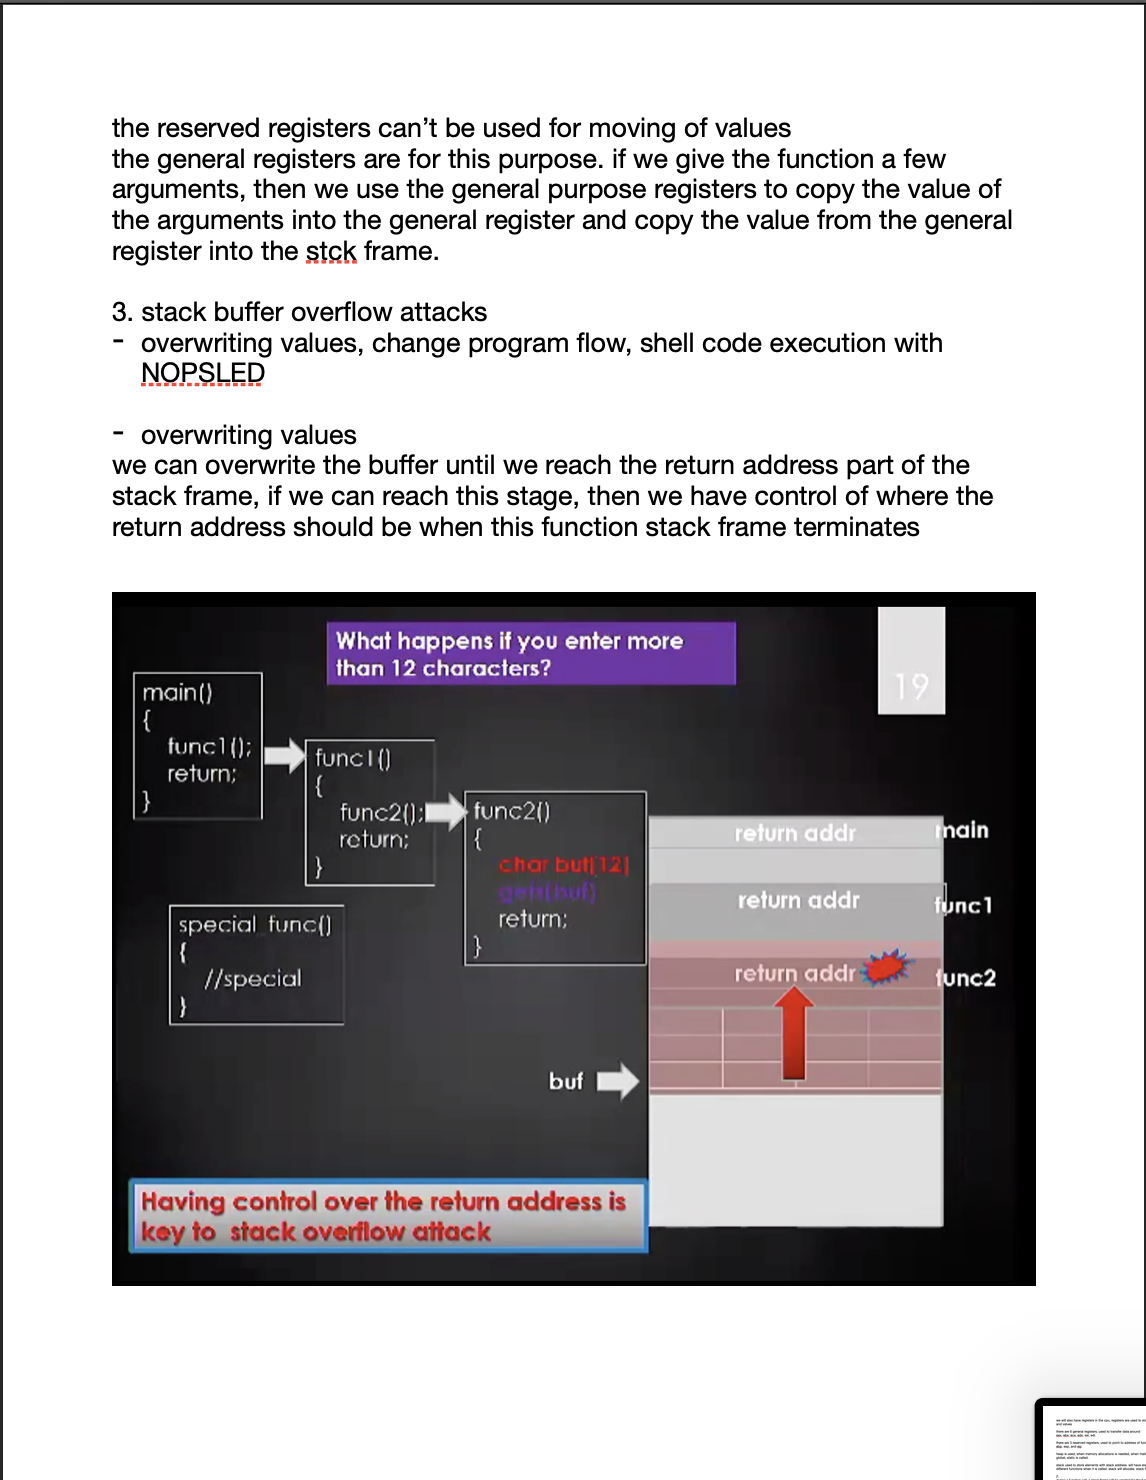 the reserved registers can’t be used for moving of values
the general registers are for this purpose. if we give the function a few
arguments, then we use the general purpose registers to copy the value of
the arguments into the general register and copy the value from the general
register into the stck frame.
3. stack buffer overflow attacks
- overwriting values, change program flow, shell code execution with
NOPSLED
- overwriting values
we can overwrite the buffer until we reach the return address part of the
stack frame, if we can reach this stage, then we have control of where the
return address should be when this function stack frame terminates
What happens if you enter more
than 12 characters?
19
main()
{
func1();
return;
}
func1()
{
func2();
return;
}
func2()
{
char buf[12]
gets(buf)
return;
}
special func()
{
//special
}
return addr main
return addr func1
return addr func2
buf
Having control over the return address is
key to stack overflow attack